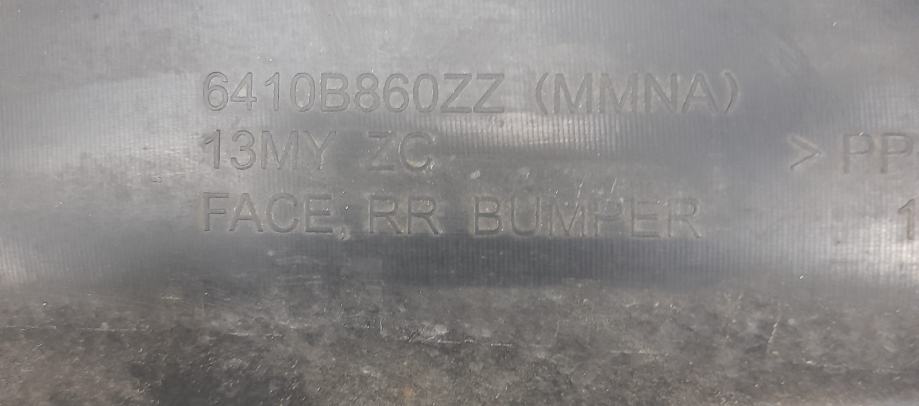 6410B860ZZ (MMNA)
13MY ZC > PP
FACE, RR BUMPER 1